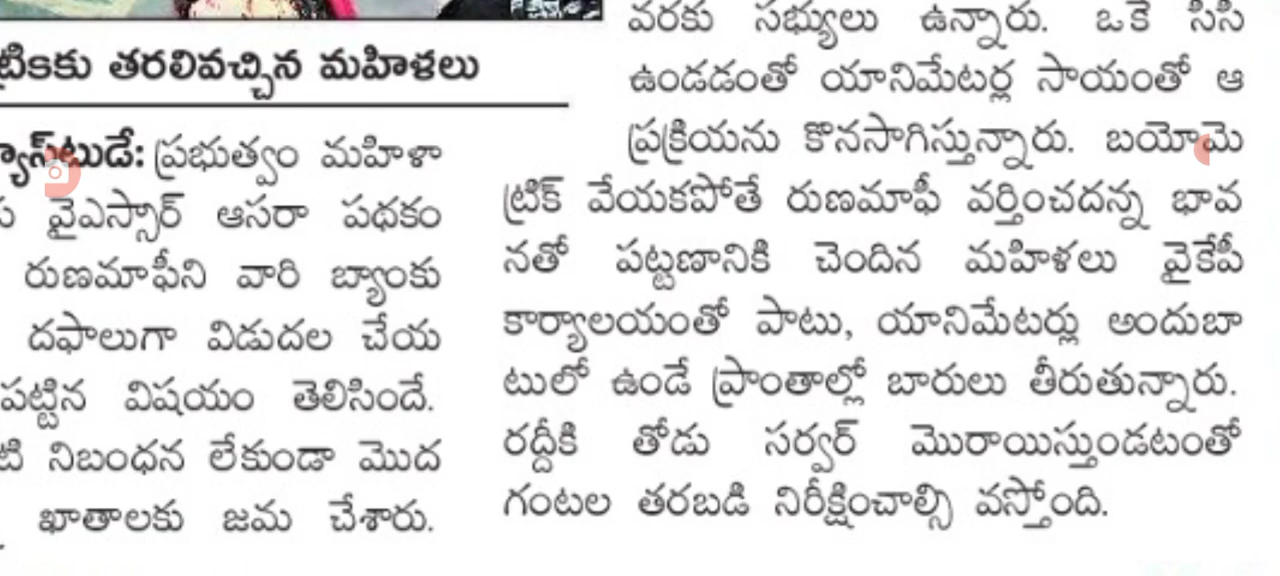 టికకు తరలివచ్చిన మహిళలు
న్యూస్‌టుడే: ప్రభుత్వం మహిళా
వైఎస్సార్ ఆసరా పథకం
రుణమాఫీని వారి బ్యాంకు
దఫాలుగా విడుదల చేయ
పట్టిన విషయం తెలిసిందే.
టి నిబంధన లేకుండా మొద
ఖాతాలకు జమ చేశారు.
వరకు సభ్యులు ఉన్నారు. ఒకే సీసీ
ఉండడంతో యానిమేటర్ల సాయంతో ఆ
ప్రక్రియను కొనసాగిస్తున్నారు. బయోమె
ట్రిక్ వేయకపోతే రుణమాఫీ వర్తించదన్న భావ
నతో పట్టణానికి చెందిన మహిళలు వైకేపీ
కార్యాలయంతో పాటు, యానిమేటర్లు అందుబా
టులో ఉండే ప్రాంతాల్లో బారులు తీరుతున్నారు.
రద్దీకి తోడు సర్వర్ మొరాయిస్తుండటంతో
గంటల తరబడి నిరీక్షించాల్సి వస్తోంది.